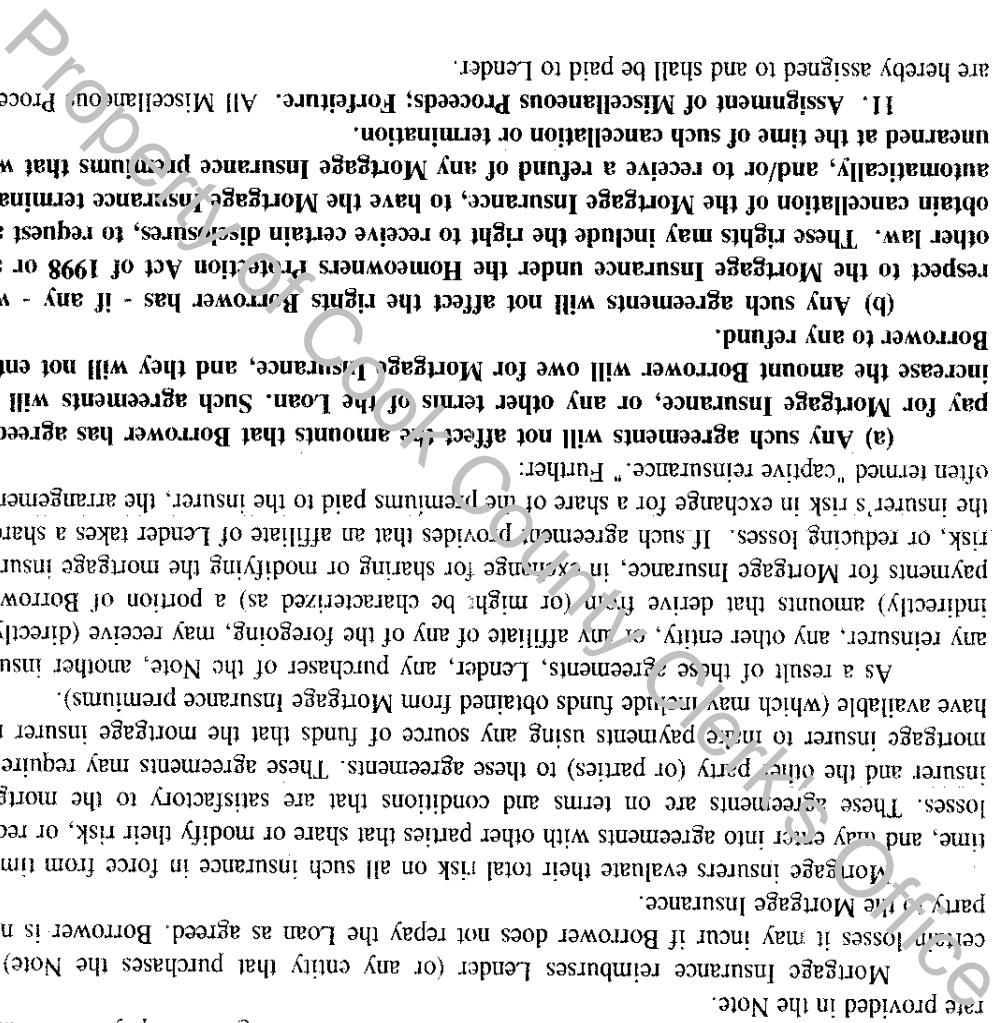 rate provided in the Note.
Mortgage Insurance reimburses Lender (or any entity that purchases the Note)
certain losses it may incur if Borrower does not repay the Loan as agreed. Borrower is n
party to the Mortgage Insurance.
Mortgage insurers evaluate their total risk on all such insurance in force from tim
time, and may enter into agreements with other parties that share or modify their risk, or rec
losses. These agreements are on terms and conditions that are satisfactory to the mortg
insurer and the other party (or parties) to these agreements. These agreements may require
mortgage insurer to make payments using any source of funds that the mortgage insurer
have available (which may include funds obtained from Mortgage Insurance premiums).
As a result of these agreements, Lender, any purchaser of the Note, another insu
any reinsurer, any other entity, or any affiliate of any of the foregoing, may receive (directly
indirectly) amounts that derive from (or might be characterized as) a portion of Borrow
payments for Mortgage Insurance, in exchange for sharing or modifying the mortgage insur
risk, or reducing losses. If such agreement provides that an affiliate of Lender takes a share
the insurer's risk in exchange for a share of the premiums paid to the insurer, the arrangemen
often termed "captive reinsurance." Further:
(a) Any such agreements will not affect the amounts that Borrower has agreed
pay for Mortgage Insurance, or any other terms of the Loan. Such agreements will
increase the amount Borrower will owe for Mortgage Insurance, and they will not ent
Borrower to any refund.
(b) Any such agreements will not affect the rights Borrower has - if any - w
respect to the Mortgage Insurance under the Homeowners Protection Act of 1998 or
other law. These rights may include the right to receive certain disclosures, to request
obtain cancellation of the Mortgage Insurance, to have the Mortgage Insurance termina
automatically, and/or to receive a refund of any Mortgage Insurance premiums that w
unearned at the time of such cancellation or termination.
11. Assignment of Miscellaneous Proceeds; Forfeiture. All Miscellaneous Procee
are hereby assigned to and shall be paid to Lender.
Property of Cook County Clerk's Office